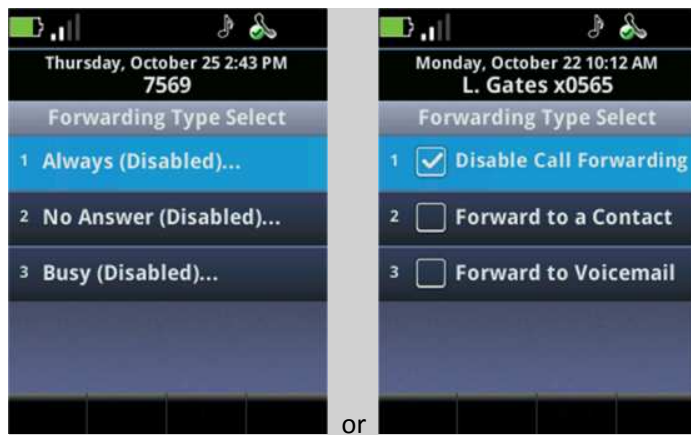 Thursday, October 25 2:43 PM
7569
Forwarding Type Select
1 Always (Disabled)...
2 No Answer (Disabled)...
3 Busy (Disabled)...
or
Monday, October 22 10:12 AM
L. Gates x0565
Forwarding Type Select
1 Disable Call Forwarding
2 Forward to a Contact
3 Forward to Voicemail